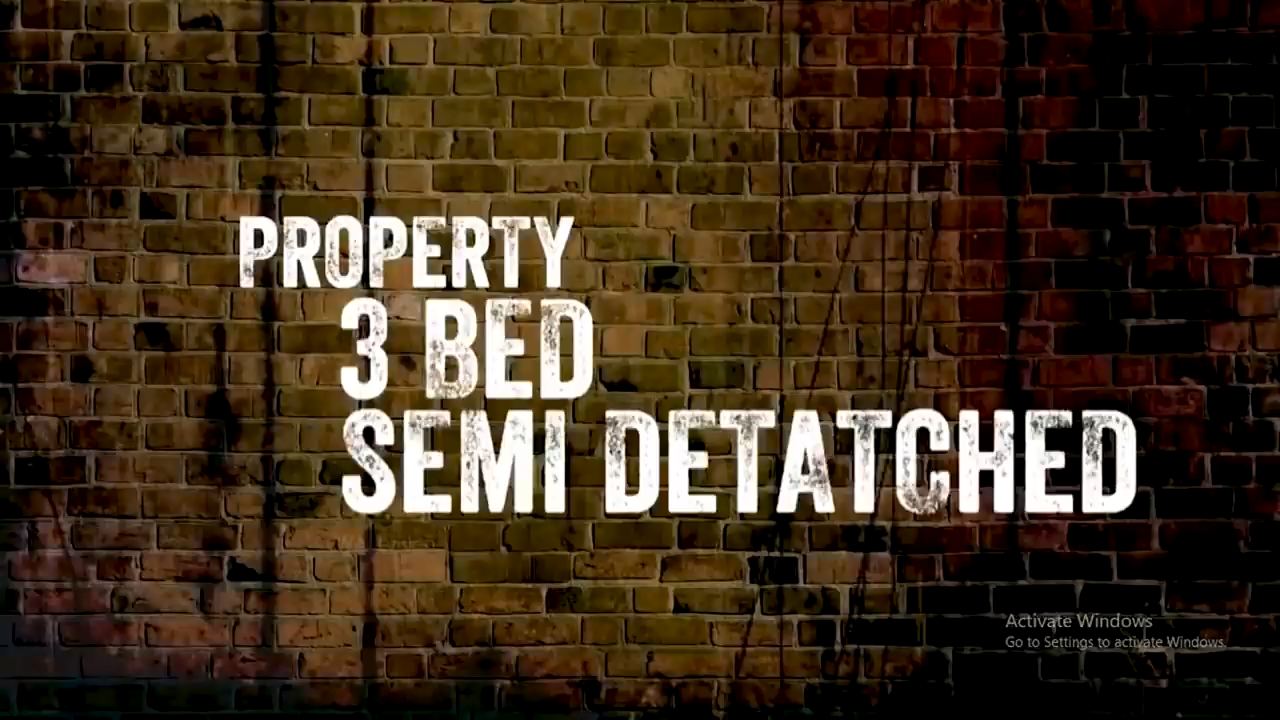 PROPERTY
3 BED
SEMI DETATCHED
Activate Windows
Go to Settings to activate Windows.